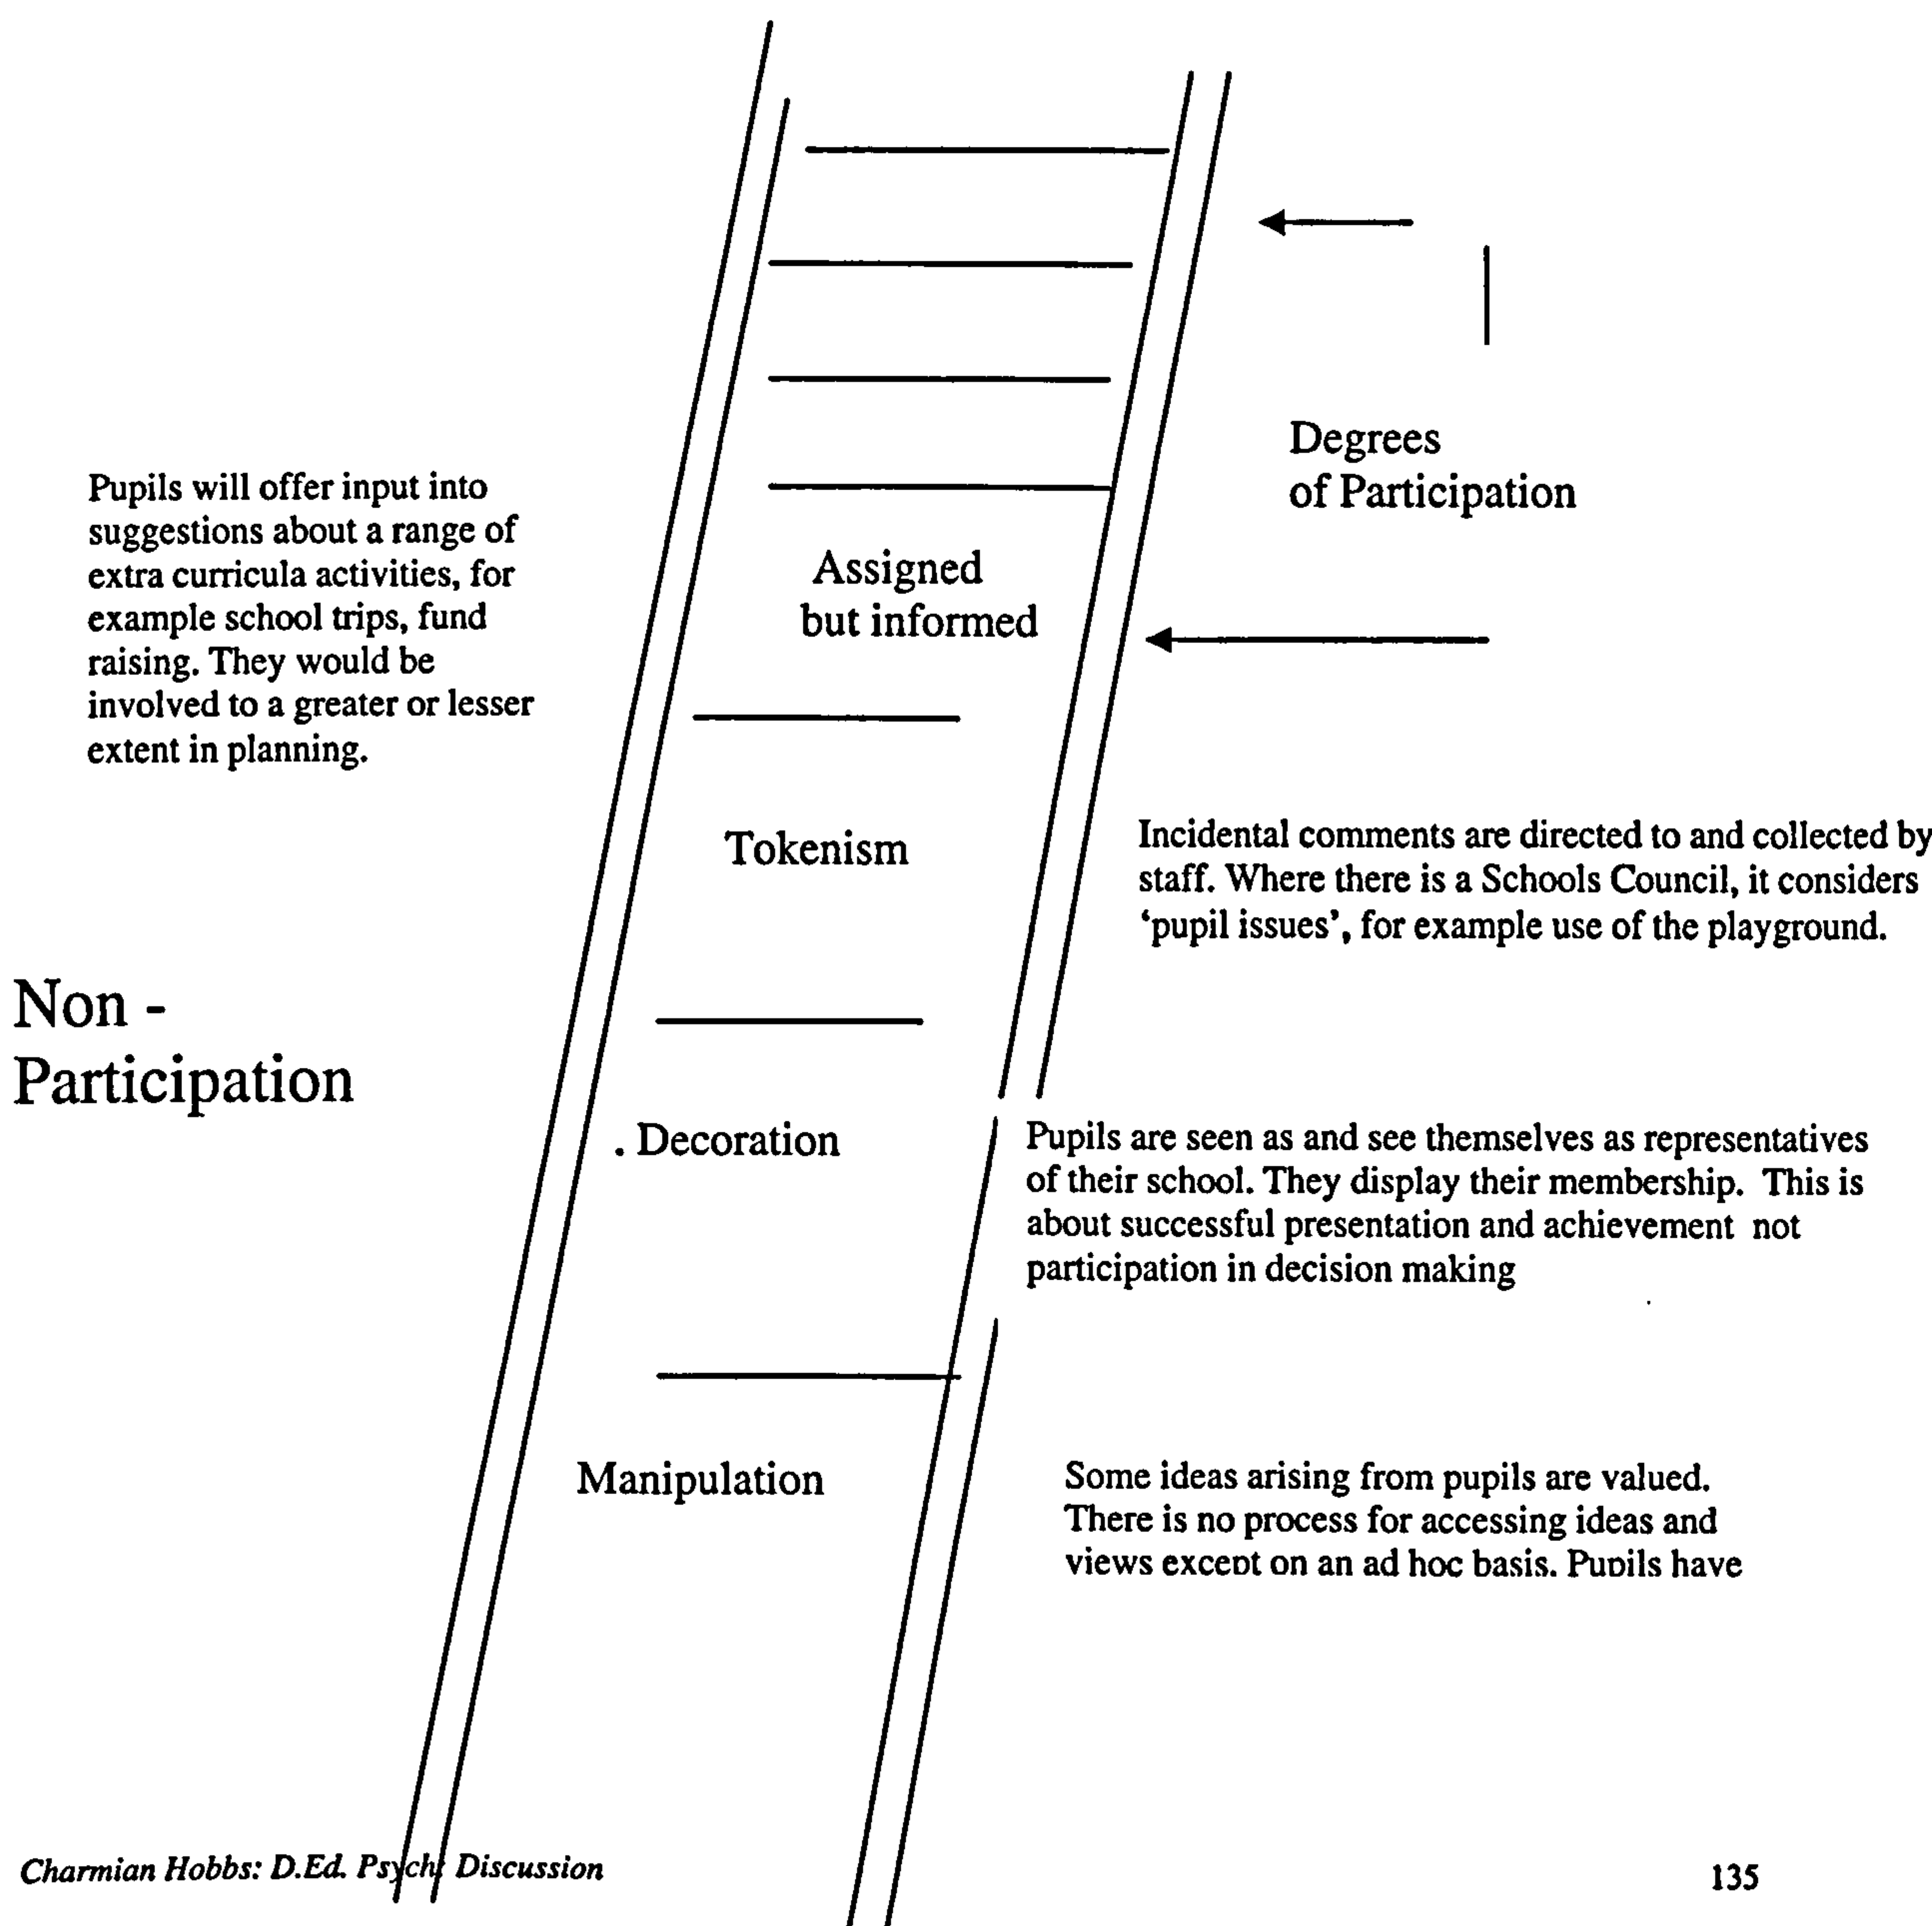 Degrees
of Participation
Pupils will offer input into
suggestions about a range of
extra curricula activities, for
example school trips, fund
raising. They would be
involved to a greater or lesser
extent in planning.
Assigned
but informed
Tokenism
Incidental comments are directed to and collected by
staff. Where there is a Schools Council, it considers
‘pupil issues’, for example use of the playground.
Non -
Participation
. Decoration
Pupils are seen as and see themselves as representatives
of their school. They display their membership. This is
about successful presentation and achievement not
participation in decision making
Manipulation
Some ideas arising from pupils are valued.
There is no process for accessing ideas and
views except on an ad hoc basis. Pupils have
Charmian Hobbs: D.Ed. Psych: Discussion
135